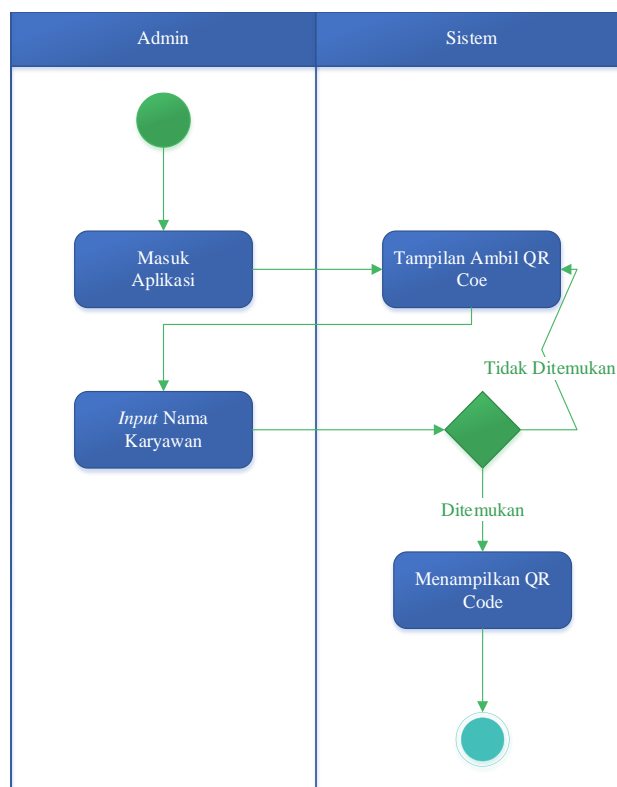 Admin
Sistem
Masuk
Aplikasi
Tampilan Ambil QR
Coe
Tidak Ditemukan
Input Nama
Karyawan
Ditemukan
Menampilkan QR
Code